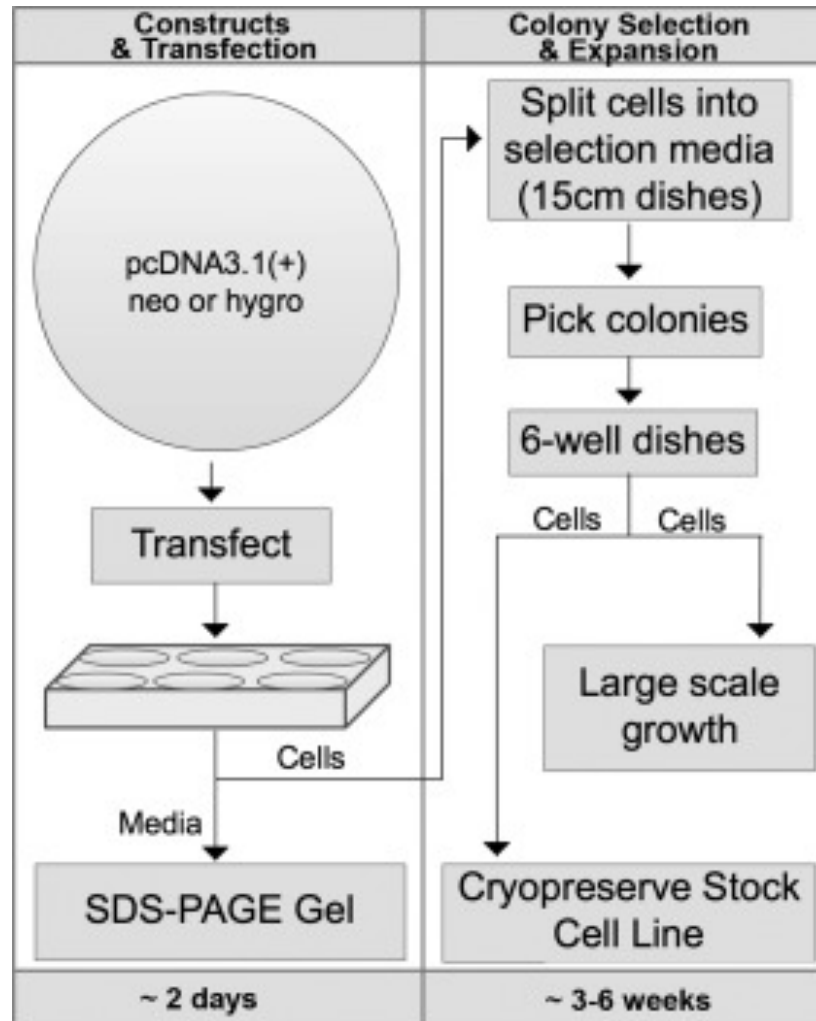 Constructs
& Transfection
Colony Selection
& Expansion
pcDNA3.1(+)
neo or hygro
Transfect
Cells
Media
SDS-PAGE Gel
Split cells into
selection media
(15cm dishes)
Pick colonies
6-well dishes
Cells
Cells
Large scale
growth
Cryopreserve Stock
Cell Line
~ 2 days
~ 3-6 weeks